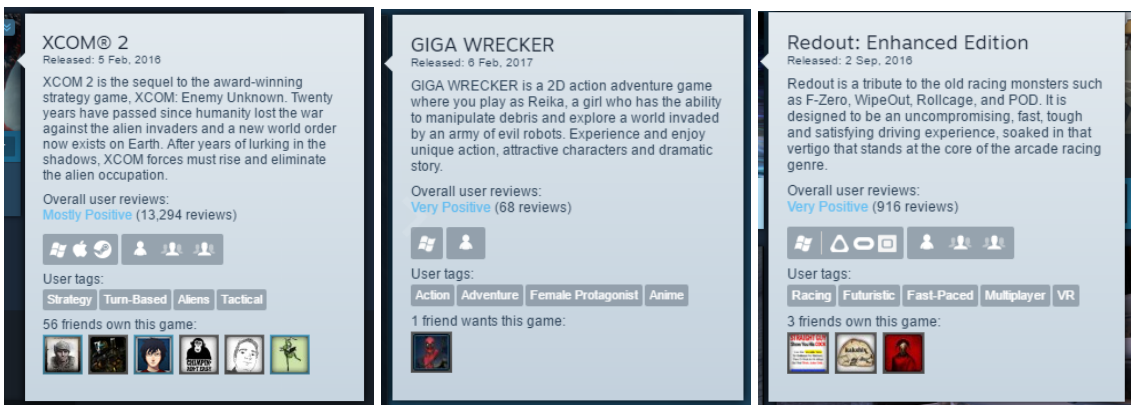 XCOM® 2
Released: 5 Feb, 2016
XCOM 2 is the sequel to the award-winning
strategy game, XCOM: Enemy Unknown. Twenty
years have passed since humanity lost the war
against the alien invaders and a new world order
now exists on Earth. After years of lurking in the
shadows, XCOM forces must rise and eliminate
the alien occupation.
Overall user reviews:
Mostly Positive (13,294 reviews)
User tags:
Strategy Turn-Based Aliens Tactical
56 friends own this game:
GIGA WRECKER
Released: 6 Feb, 2017
GIGA WRECKER is a 2D action adventure game
where you play as Reika, a girl who has the ability
to manipulate debris and explore a world invaded
by an army of evil robots. Experience and enjoy
unique action, attractive characters and dramatic
story.
Overall user reviews:
Very Positive (68 reviews)
User tags:
Action Adventure Female Protagonist Anime
1 friend wants this game:
Redout: Enhanced Edition
Released: 2 Sep, 2016
Redout is a tribute to the old racing monsters such
as F-Zero, WipeOut, Rollcage, and POD. It is
designed to be an uncompromising, fast, tough
and satisfying driving experience, soaked in that
vertigo that stands at the core of the arcade racing
genre.
Overall user reviews:
Very Positive (916 reviews)
User tags:
Racing Futuristic Fast-Paced Multiplayer VR
3 friends own this game:
STRAIGHT GUY